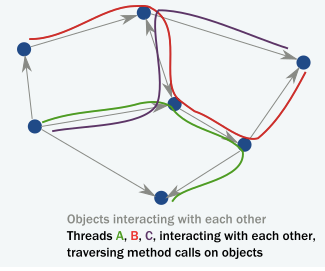 Objects interacting with each other
Threads A, B, C, interacting with each other,
traversing method calls on objects